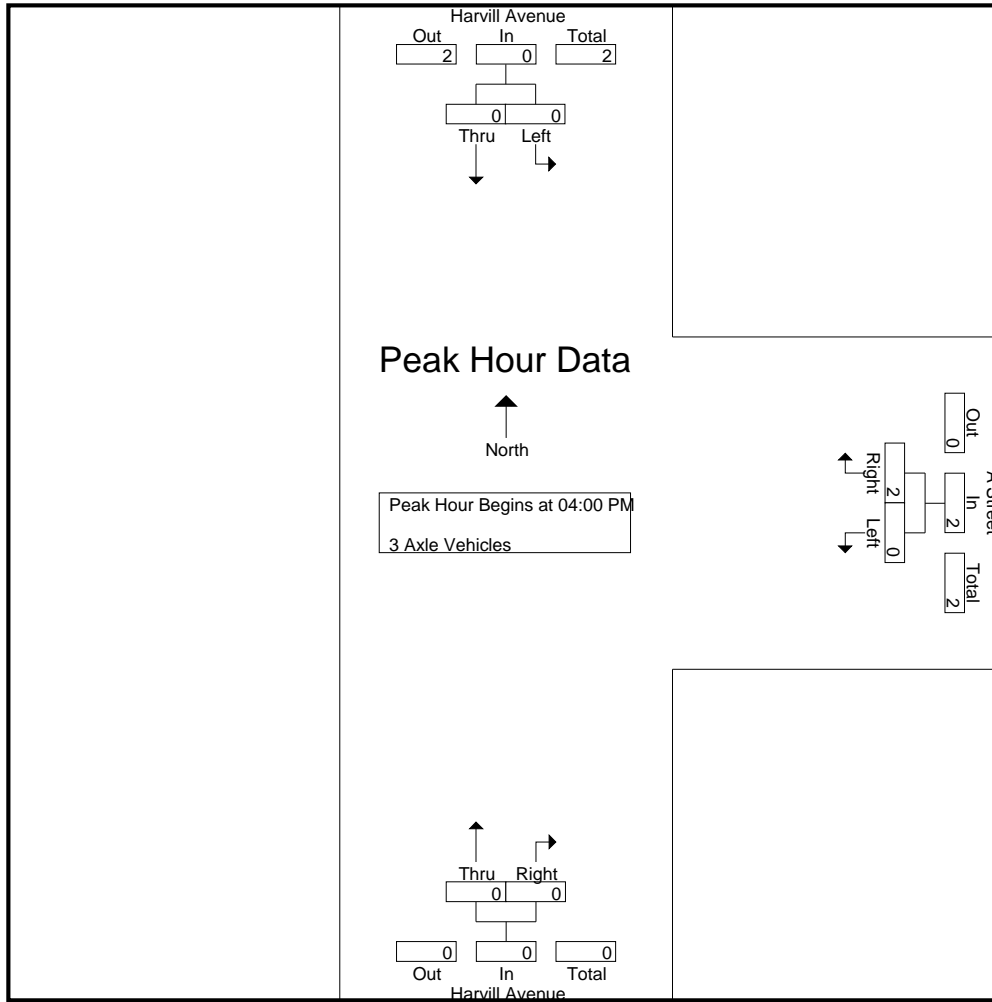 Harvill Avenue
Out In Total
2 0 2
0 0
Thru Left
Peak Hour Data
North
Peak Hour Begins at 04:00 PM
3 Axle Vehicles
Out In Total
0 2 2
A Street
Right Left
2 0
Thru Right
0 0
0 0 0
Out In Total
Harvill Avenue